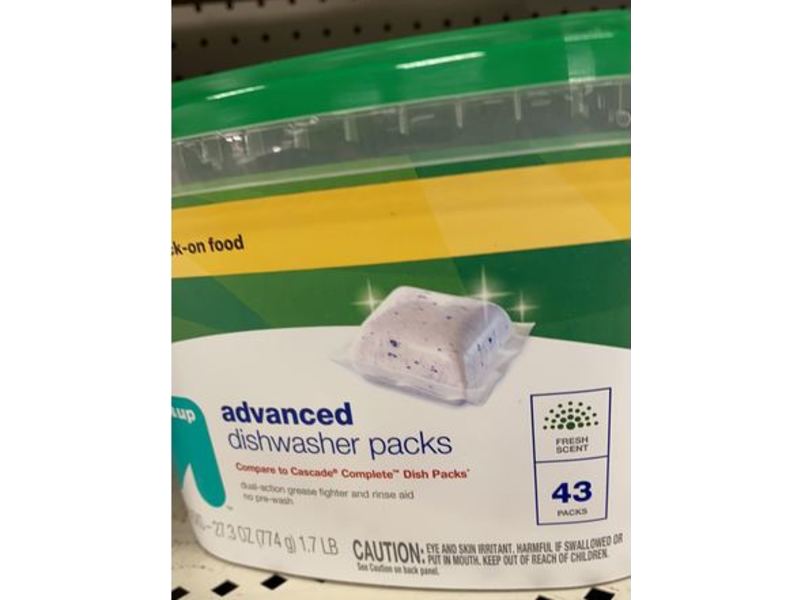 k-on food
up
advanced
dishwasher packs
Compare to Cascade® Complete™ Dish Packs*
dual-action grease fighter and rinse aid
no pre-wash
FRESH
SCENT
43
PACKS
27.3 OZ (774 g) 1.7 LB
CAUTION: EYE AND SKIN IRRITANT. HARMFUL IF SWALLOWED OR
PUT IN MOUTH. KEEP OUT OF REACH OF CHILDREN.
See Caution on back panel.